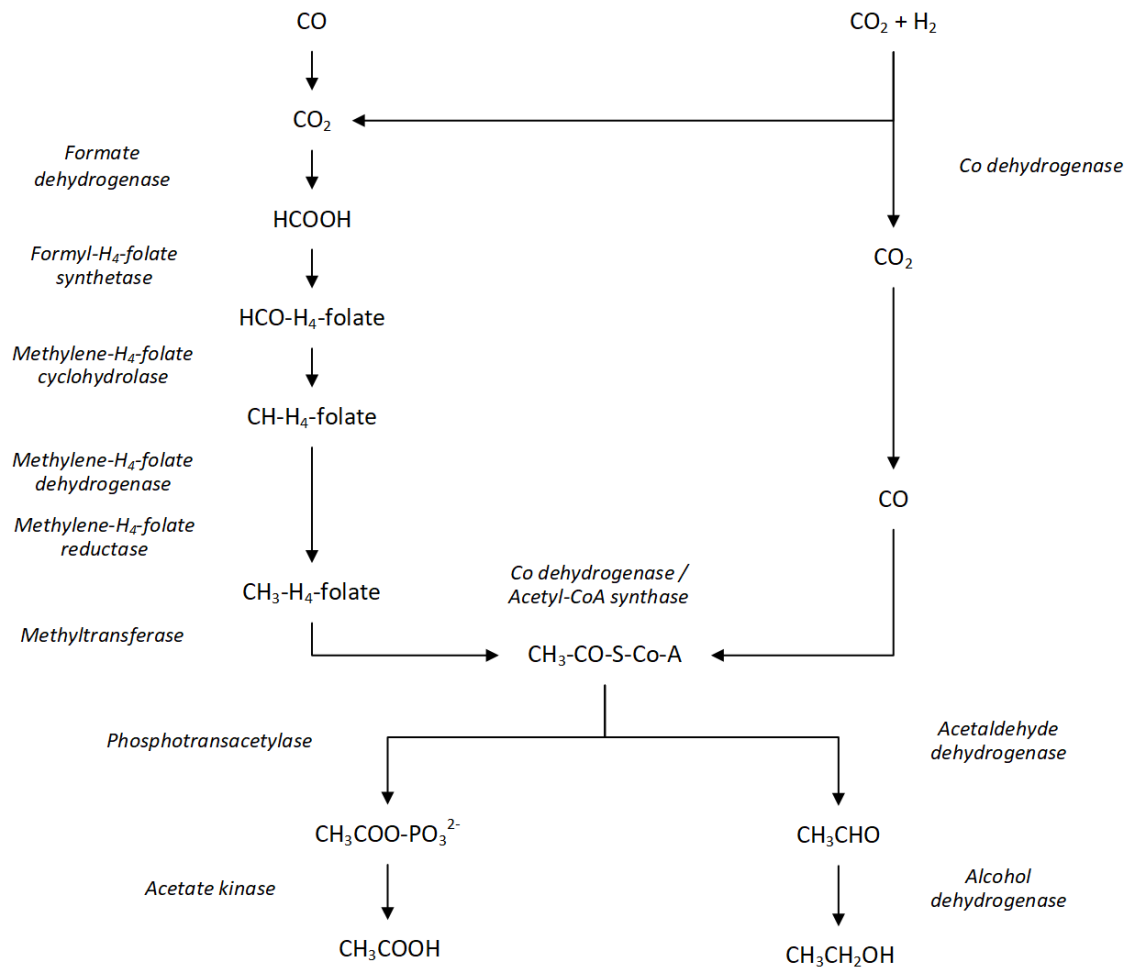 CO
CO₂ + H₂
CO₂
Formate
dehydrogenase
Co dehydrogenase
HCOOH
Formyl-H₄-folate
synthetase
CO₂
HCO-H₄-folate
Methylene-H₄-folate
cyclohydrolase
CH-H₄-folate
Methylene-H₄-folate
dehydrogenase
CO
Methylene-H₄-folate
reductase
Co dehydrogenase /
Acetyl-CoA synthase
CH₃-H₄-folate
Methyltransferase
CH₃-CO-S-Co-A
Phosphotransacetylase
Acetaldehyde
dehydrogenase
CH₃COO-PO₃²⁻
CH₃CHO
Acetate kinase
Alcohol
dehydrogenase
CH₃COOH
CH₃CH₂OH